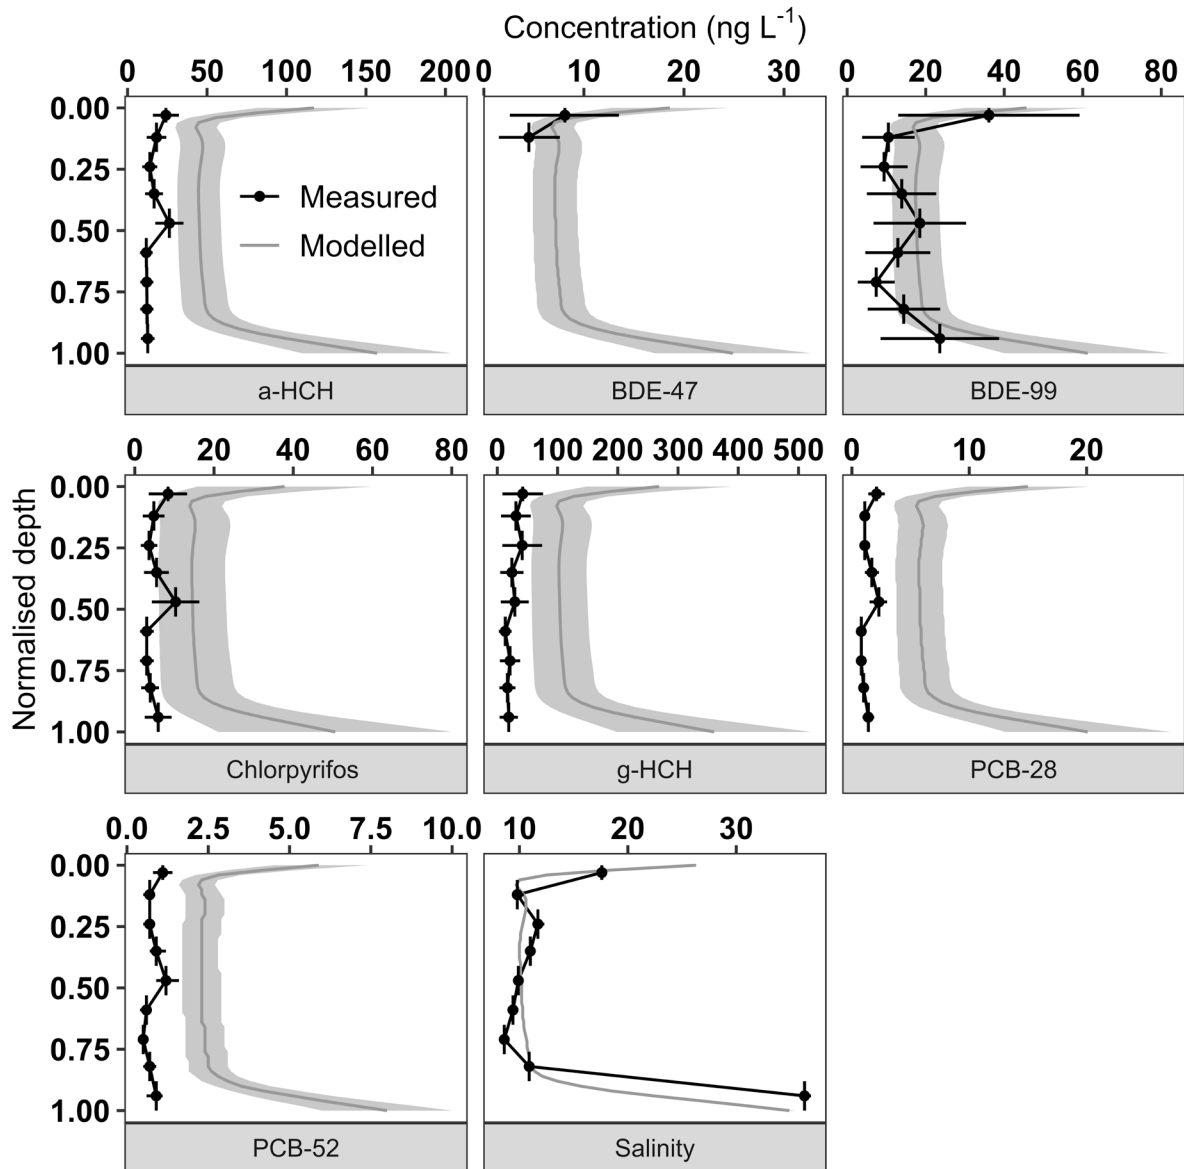 Concentration (ng L⁻¹)
0 50 100 150 200
0 10 20 30
0 20 40 60 80
0.00
0.25
0.50
0.75
1.00
Measured
Modelled
a-HCH
BDE-47
BDE-99
Normalised depth
0 20 40 60 80
0 100 200 300 400 500
0 10 20
0.00
0.25
0.50
0.75
1.00
Chlorpyrifos
g-HCH
PCB-28
0.0 2.5 5.0 7.5 10.0
10 20 30
0.00
0.25
0.50
0.75
1.00
PCB-52
Salinity